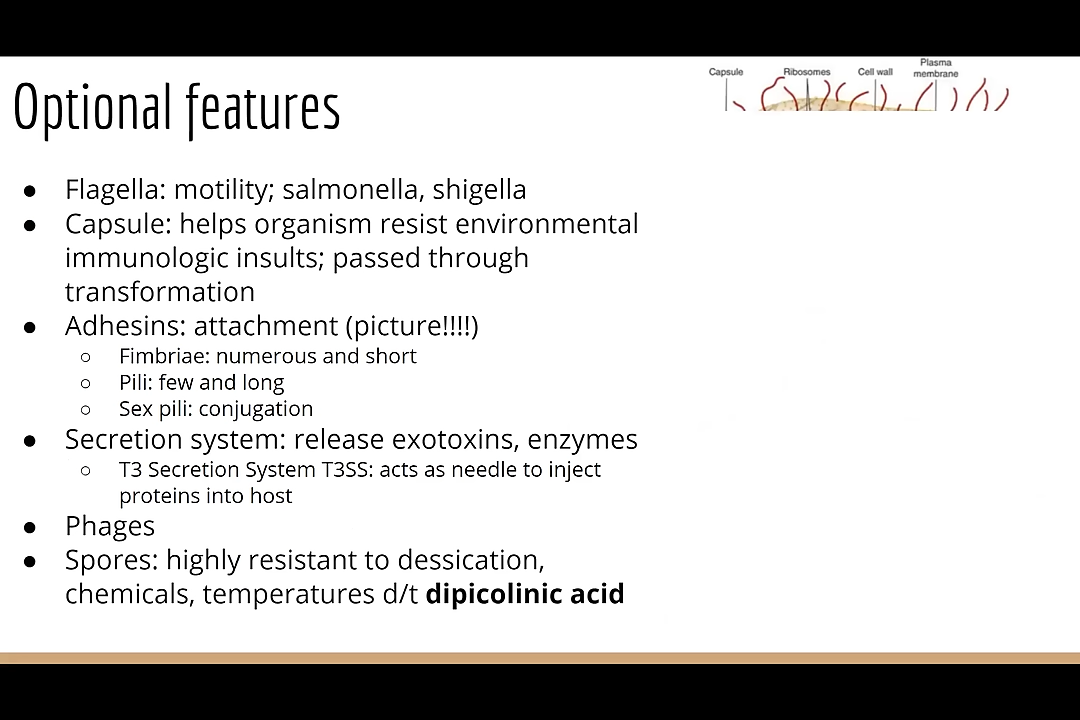 Optional features
Capsule
Ribosomes
Cell wall
Plasma
membrane
● Flagella: motility; salmonella, shigella
● Capsule: helps organism resist environmental
immunologic insults; passed through
transformation
● Adhesins: attachment (picture!!!!)
○ Fimbriae: numerous and short
○ Pili: few and long
○ Sex pili: conjugation
● Secretion system: release exotoxins, enzymes
○ T3 Secretion System T3SS: acts as needle to inject
proteins into host
● Phages
● Spores: highly resistant to dessication,
chemicals, temperatures d/t dipicolinic acid